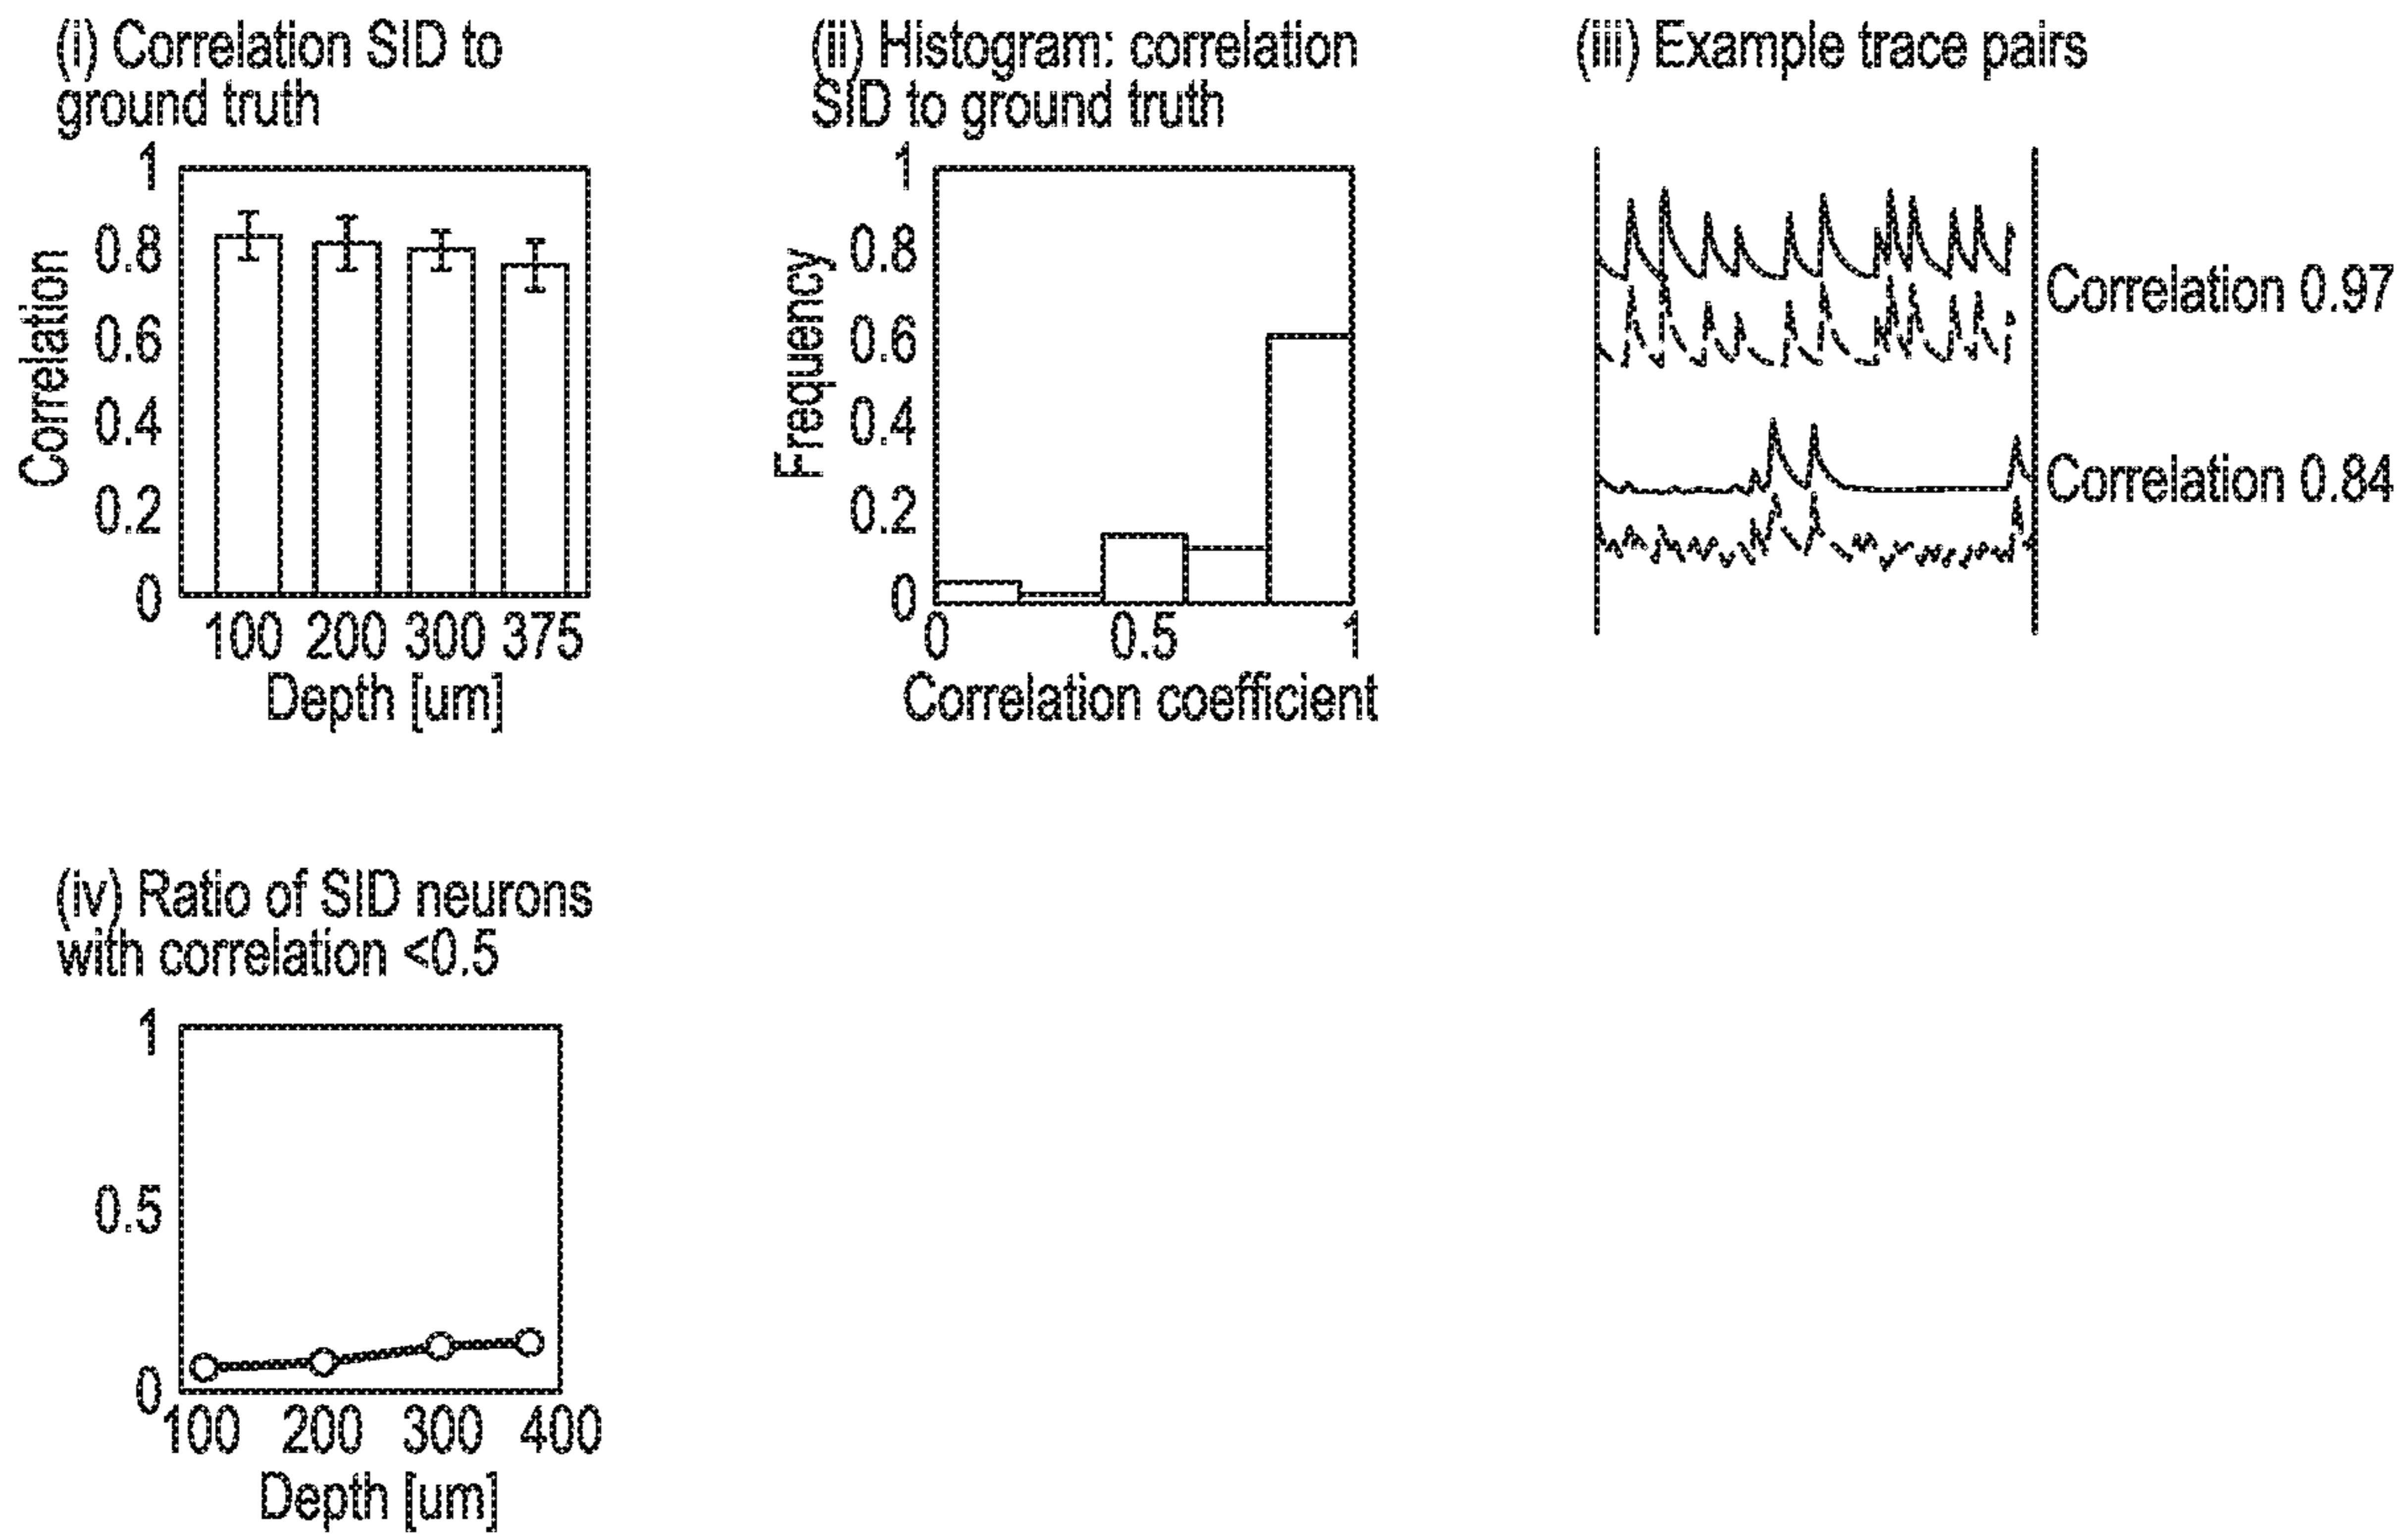 (i) Correlation SID to
ground truth
1
0.8
0.6
0.4
0.2
0
Correlation
100 200 300 375
Depth [um]
(ii) Histogram: correlation
SID to ground truth
1
0.8
0.6
0.4
0.2
0
Frequency
0 0.5 1
Correlation coefficient
(iii) Example trace pairs
Correlation 0.97
Correlation 0.84
(iv) Ratio of SID neurons
with correlation <0.5
1
0.5
0
100 200 300 400
Depth [um]